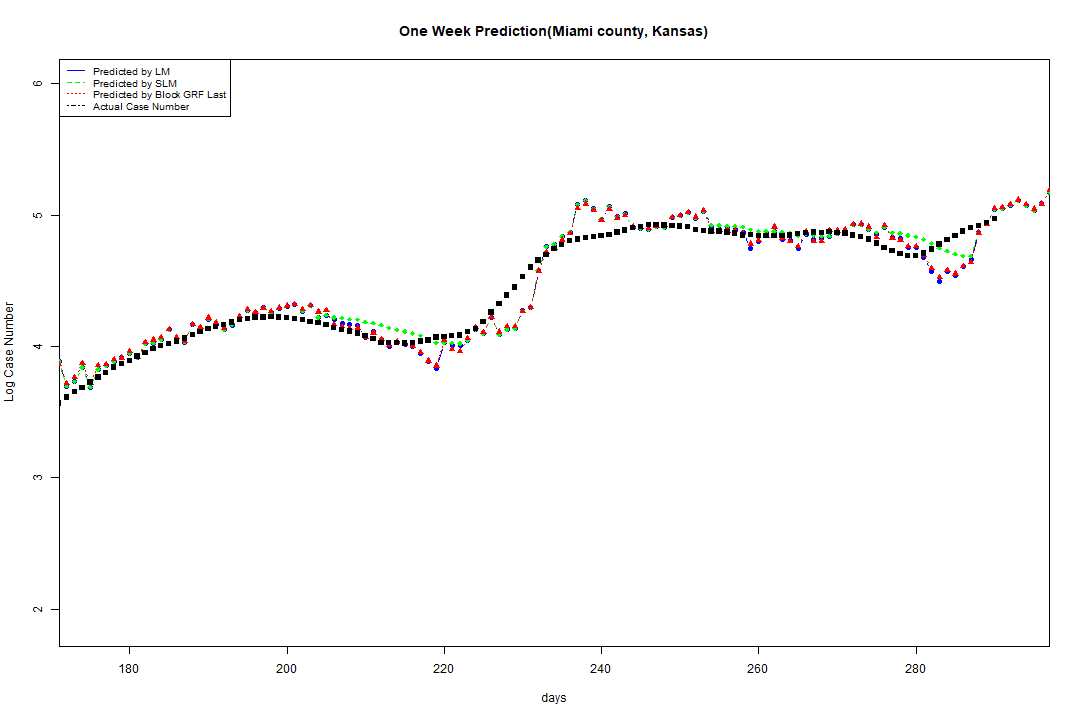 One Week Prediction(Miami county, Kansas)
Predicted by LM
Predicted by SLM
Predicted by Block GRF Last
Actual Case Number
6
5
4
3
2
Log Case Number
180 200 220 240 260 280
days